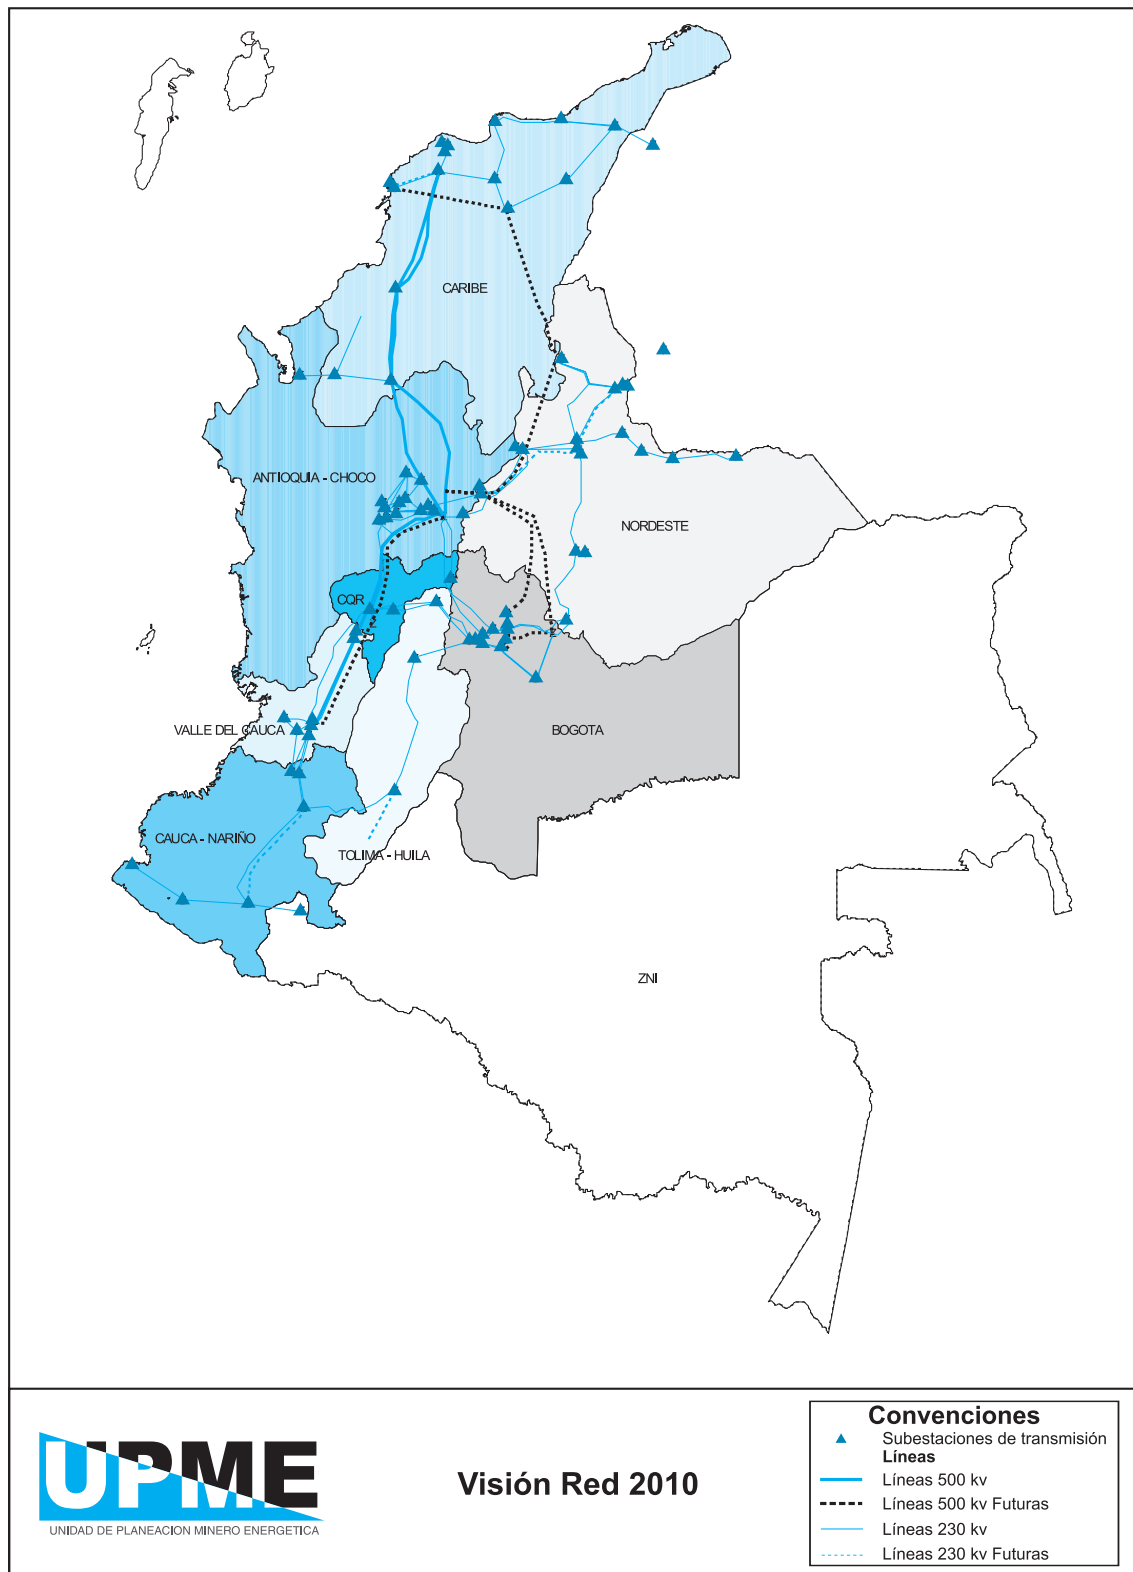 CARIBE
ANTIOQUIA - CHOCO
NORDESTE
CQR
VALLE DEL CAUCA
BOGOTA
CAUCA - NARIÑO
TOLIMA - HUILA
ZNI
UPME
UNIDAD DE PLANEACION MINERO ENERGETICA
Visión Red 2010
Convenciones
Subestaciones de transmisión
Líneas
Líneas 500 kv
Líneas 500 kv Futuras
Líneas 230 kv
Líneas 230 kv Futuras